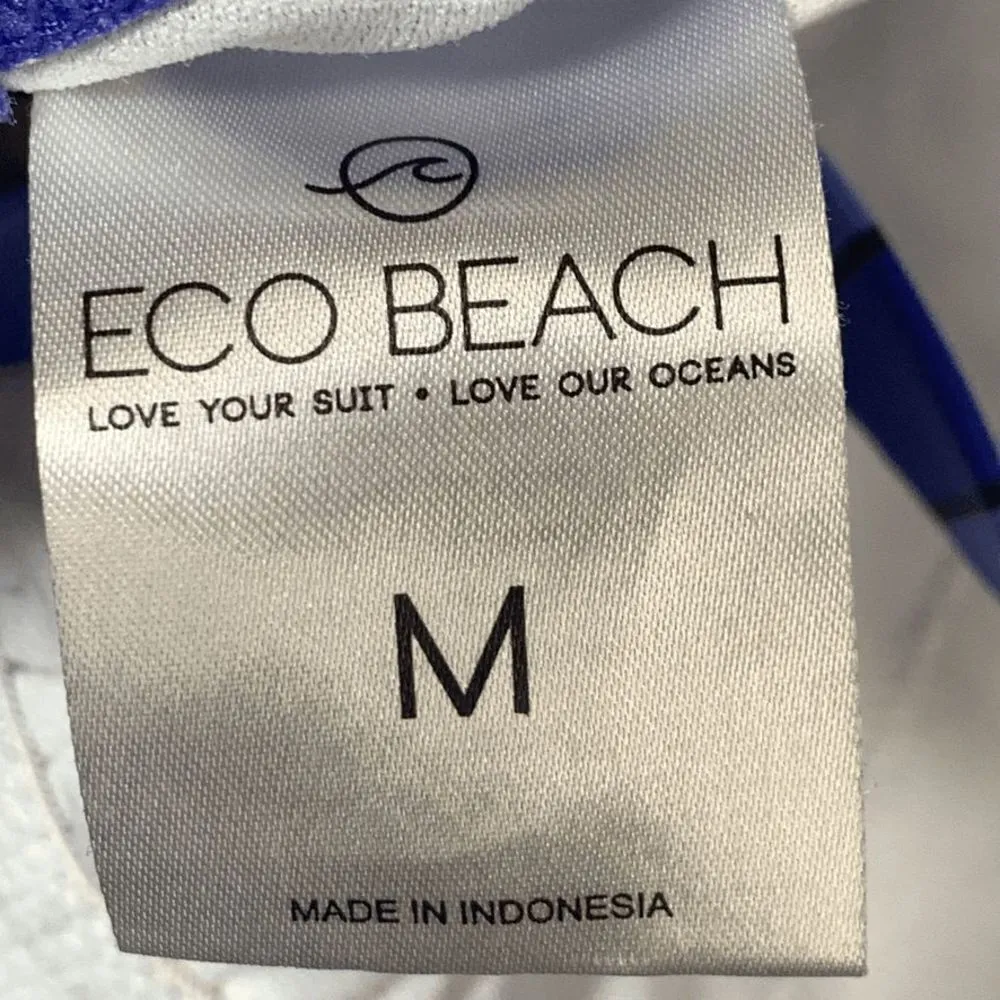 ECO BEACH
LOVE YOUR SUIT • LOVE OUR OCEANS
M
MADE IN INDONESIA